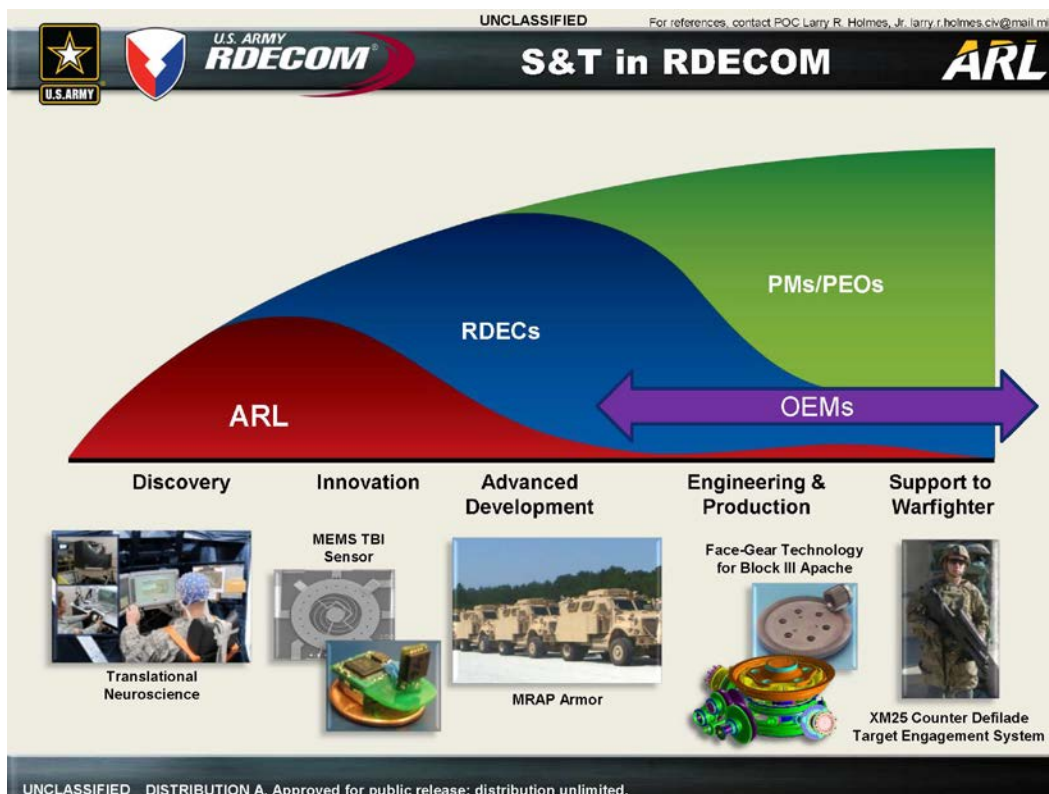 UNCLASSIFIED
For references, contact POC Larry R. Holmes, Jr. larry.r.holmes.civ@mail.mi
U.S.ARMY
U.S. ARMY
RDECOM®
S&T in RDECOM
ARL
PMs/PEOs
RDECs
OEMs
ARL
Discovery
Innovation
Advanced
Development
Engineering &
Production
Support to
Warfighter
MEMS TBI
Sensor
Face-Gear Technology
for Block III Apache
Translational
Neuroscience
MRAP Armor
XM25 Counter Defilade
Target Engagement System
UNCLASSIFIED DISTRIBUTION A. Approved for public release; distribution unlimited.